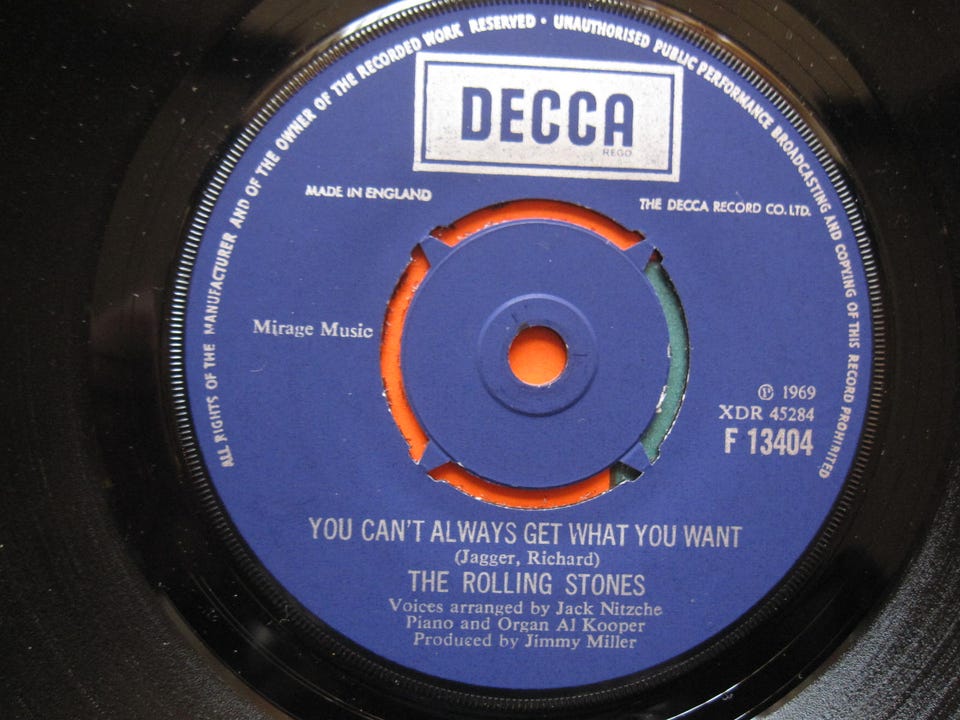 ALL RIGHTS OF THE MANUFACTURER AND OF THE OWNER OF THE RECORDED WORK RESERVED • UNAUTHORISED PUBLIC PERFORMANCE BROADCASTING AND COPYING OF THIS RECORD PROHIBITED
DECCA
REGD
MADE IN ENGLAND
THE DECCA RECORD CO. LTD.
Mirage Music
Ⓟ 1969
XDR 45284
F 13404
YOU CAN'T ALWAYS GET WHAT YOU WANT
(Jagger, Richard)
THE ROLLING STONES
Voices arranged by Jack Nitzche
Piano and Organ Al Kooper
Produced by Jimmy Miller